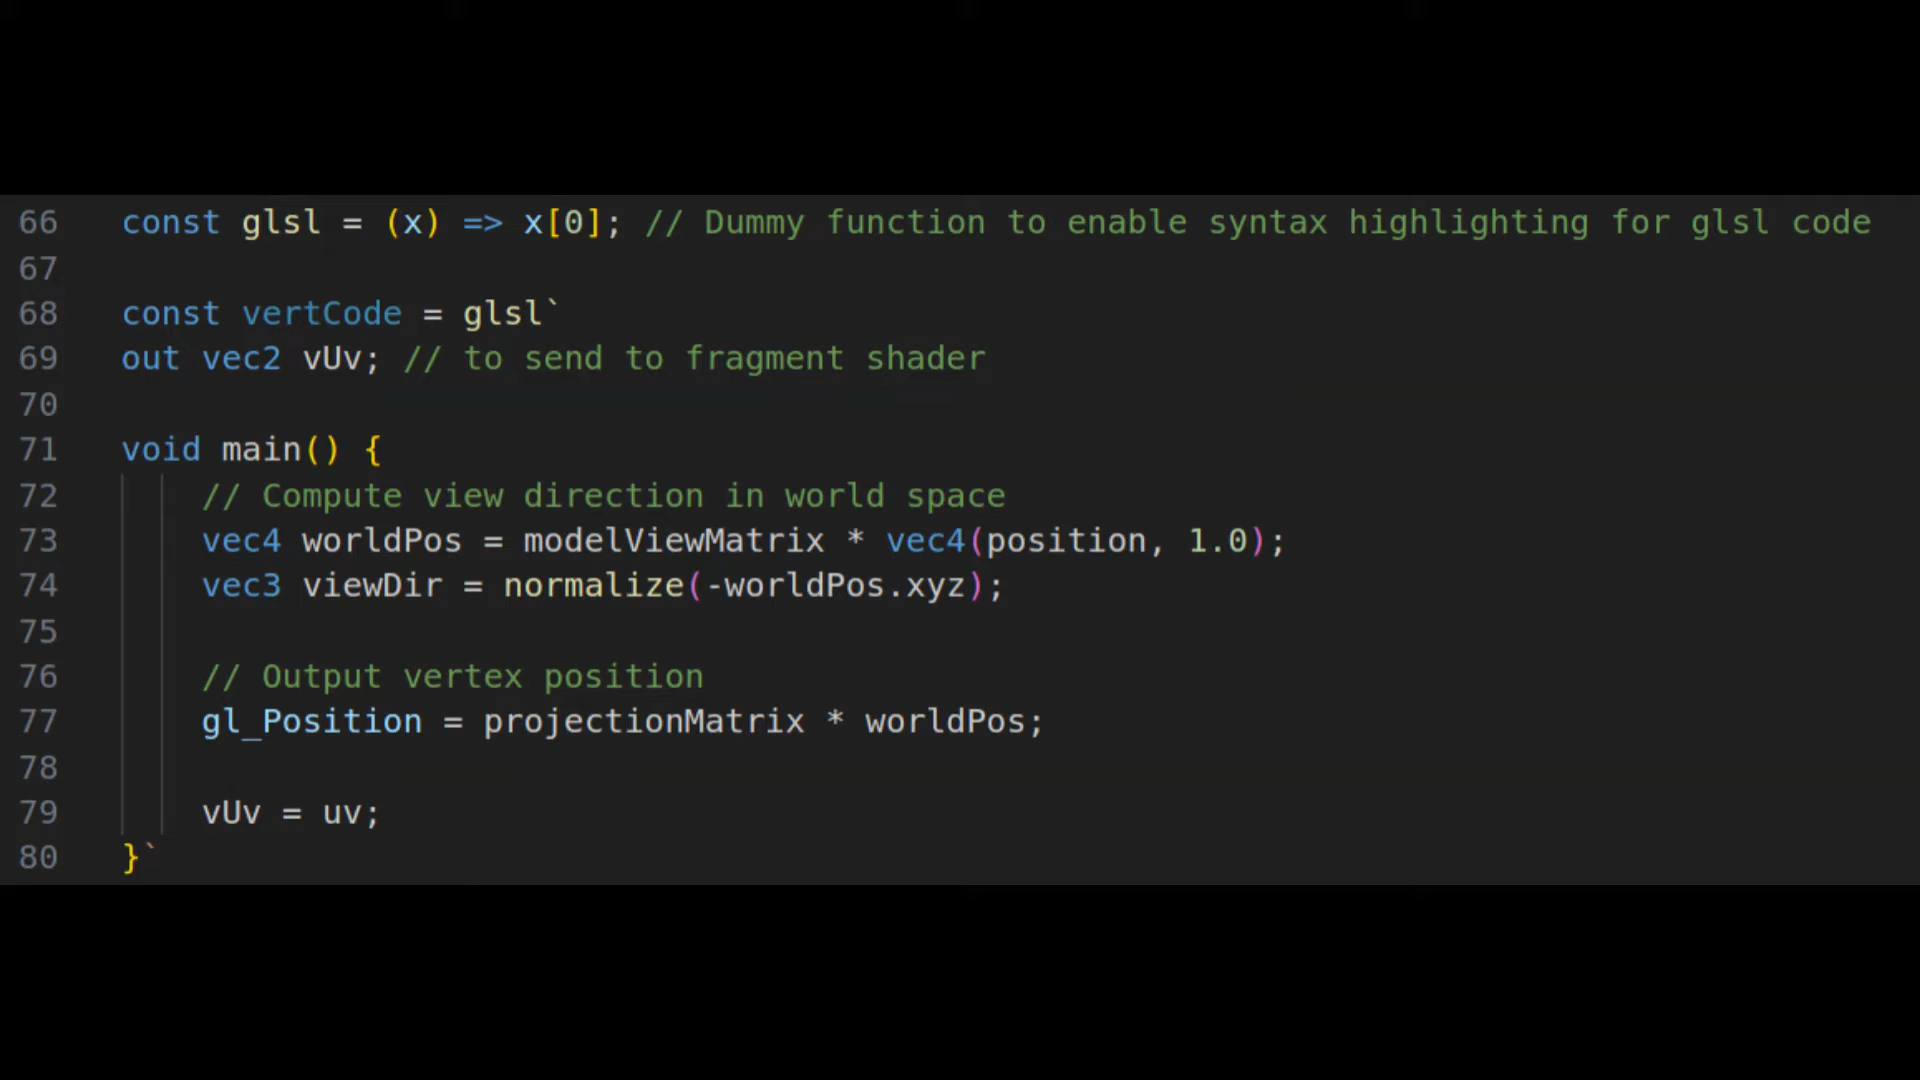 66 const glsl = (x) => x[0]; // Dummy function to enable syntax highlighting for glsl code
67
68 const vertCode = glsl`
69 out vec2 vUv; // to send to fragment shader
70
71 void main() {
72 // Compute view direction in world space
73 vec4 worldPos = modelViewMatrix * vec4(position, 1.0);
74 vec3 viewDir = normalize(-worldPos.xyz);
75
76 // Output vertex position
77 gl_Position = projectionMatrix * worldPos;
78
79 vUv = uv;
80 }`